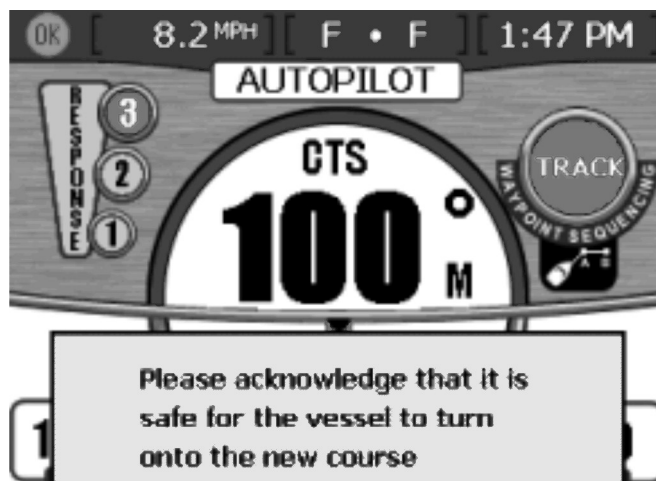 OK [ 8.2 MPH ] [ F • F ] [ 1:47 PM ]
AUTOPILOT
RESPONSE
3
2
1
CTS
100°
M
TRACK
WAYPOINT SEQUENCING
A B
Please acknowledge that it is
safe for the vessel to turn
onto the new course